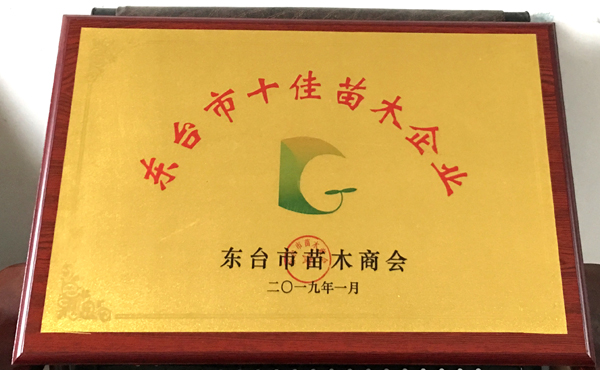 东台市十佳苗木企业
东台市苗木商会
二〇一九年一月